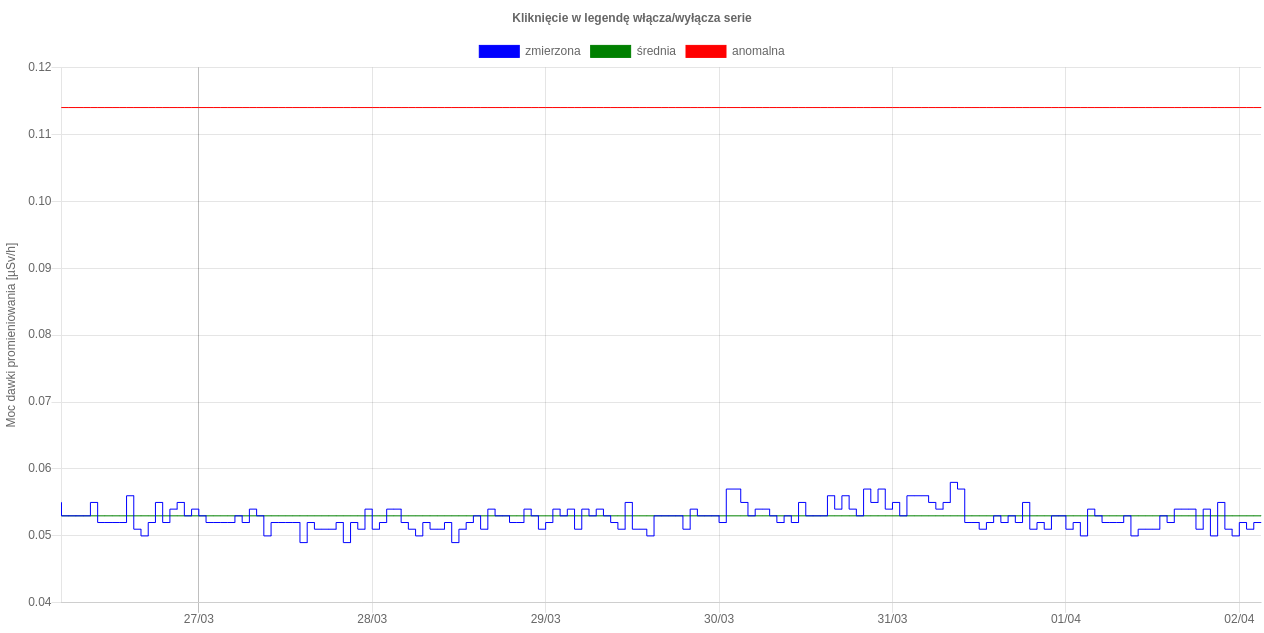 Kliknięcie w legendę włącza/wyłącza serie
zmierzona średnia anomalna
Moc dawki promieniowania [µSv/h]
0.12
0.11
0.10
0.09
0.08
0.07
0.06
0.05
0.04
27/03 28/03 29/03 30/03 31/03 01/04 02/04